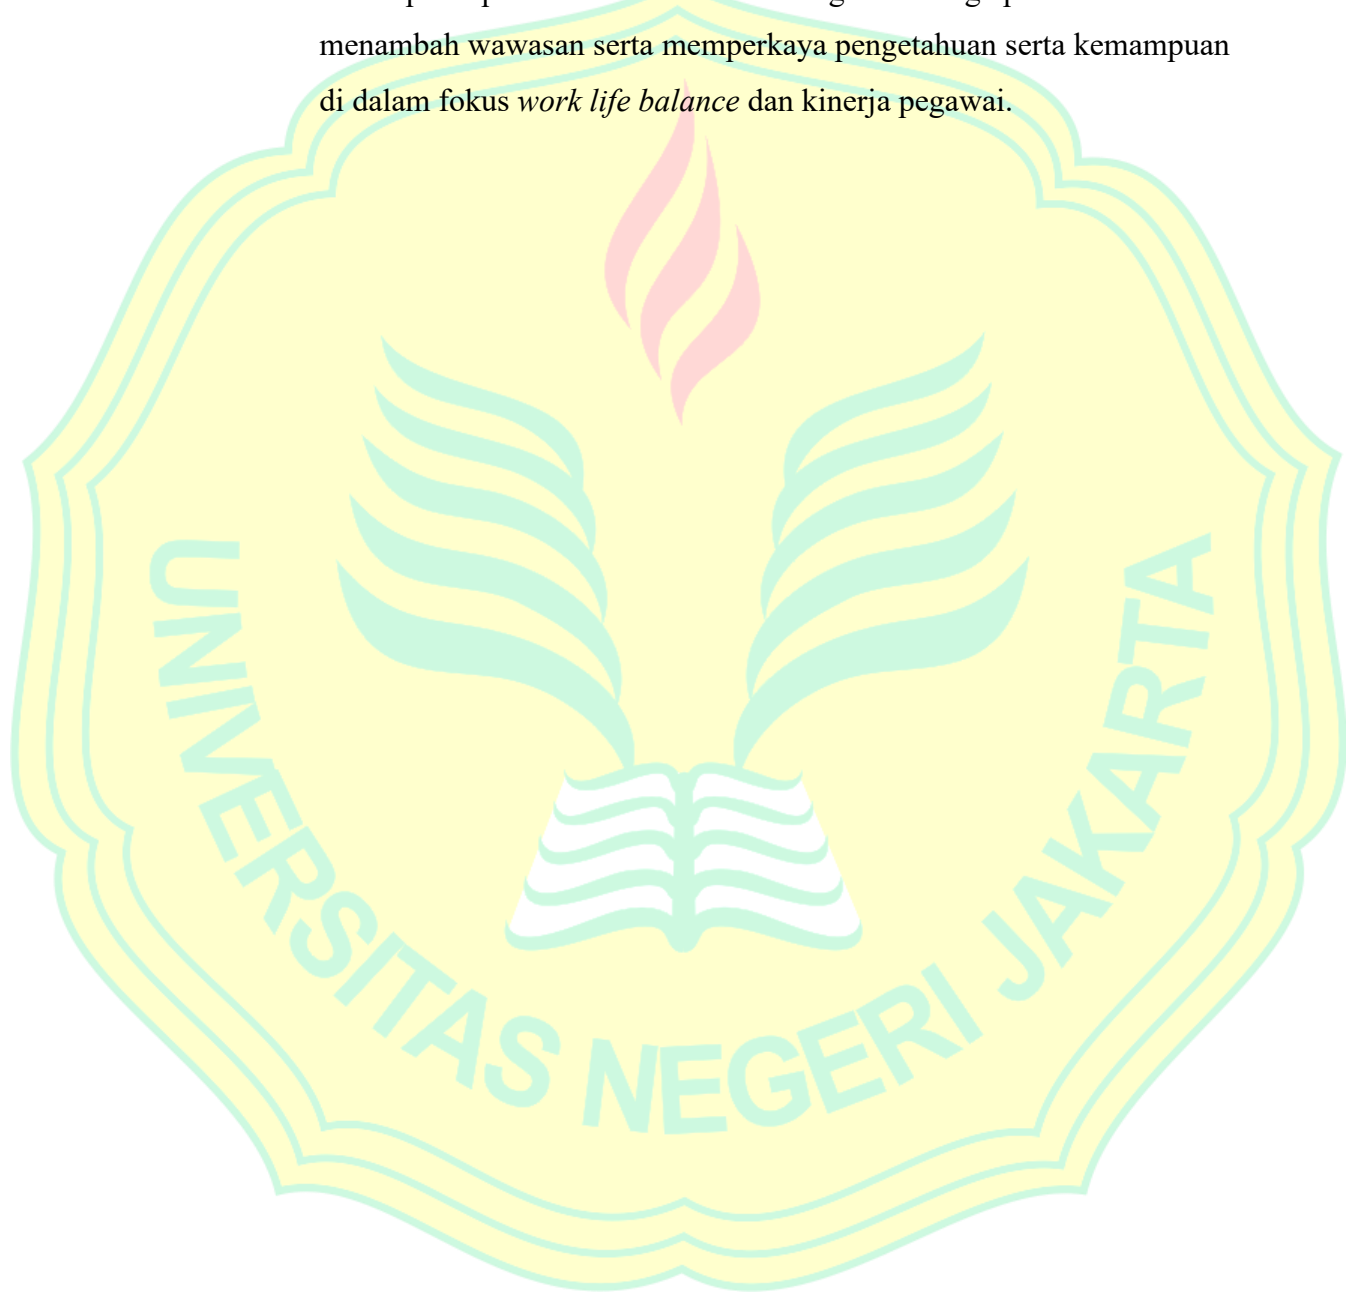 menambah wawasan serta memperkaya pengetahuan serta kemampuan
di dalam fokus work life balance dan kinerja pegawai.
UNIVERSITAS NEGERI JAKARTA